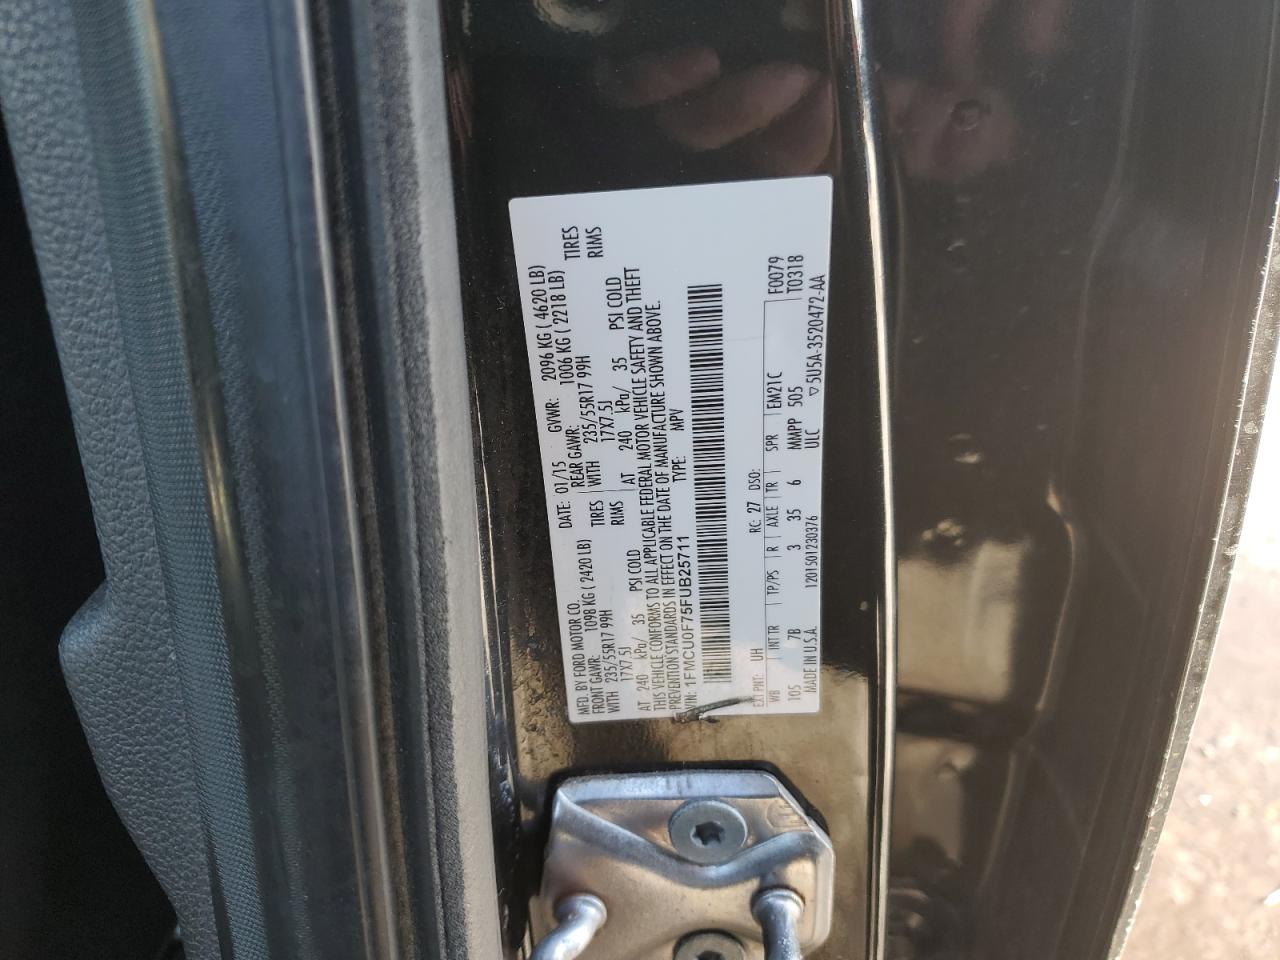 MFD. BY FORD MOTOR CO.
DATE: 01/15 GVWR: 2096 KG ( 4620 LB)
FRONT GAWR: 1098 KG ( 2420 LB) REAR GAWR: 1006 KG ( 2218 LB)
WITH 235/55R17 99H TIRES WITH 235/55R17 99H TIRES
17X7.5J RIMS 17X7.5J RIMS
AT 240 kPa/ 35 PSI COLD AT 240 kPa/ 35 PSI COLD
THIS VEHICLE CONFORMS TO ALL APPLICABLE FEDERAL MOTOR VEHICLE SAFETY AND THEFT
PREVENTION STANDARDS IN EFFECT ON THE DATE OF MANUFACTURE SHOWN ABOVE.
VIN: 1FMCU0F75FUB25711 TYPE: MPV
EXT PNT: UH RC: 27 DSO:
WB INT TR TP/PS R AXLE TR SPR EM21C F0079
105 7B 3 35 6 MMPP 505 T0318
MADE IN U.S.A. 1201501230376 ULC ▽5U5A-3520472-AA